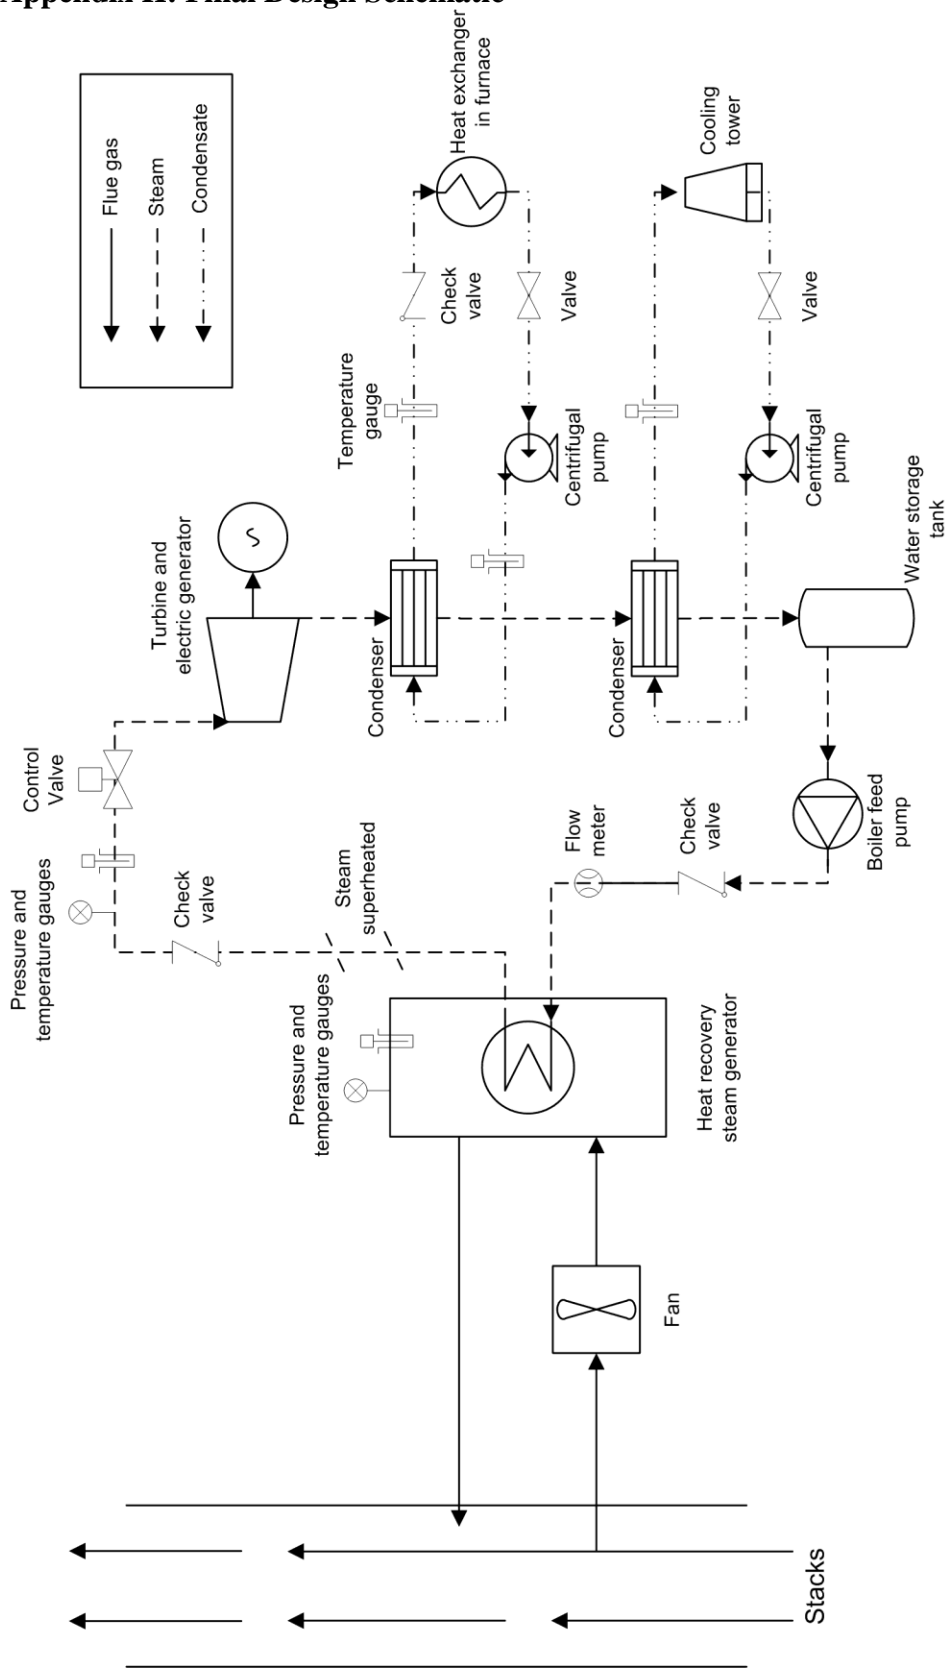 Appendix H: Final Design Schematic
Flue gas
Steam
Condensate
Heat exchanger
in furnace
Cooling
tower
Check
valve
Valve
Valve
Temperature
gauge
Centrifugal
pump
Centrifugal
pump
Turbine and
electric generator
Condenser
Condenser
Water storage
tank
Control
Valve
Pressure and
temperature gauges
Check
valve
Steam
superheated
Flow
meter
Check
valve
Boiler feed
pump
Pressure and
temperature gauges
Heat recovery
steam generator
Fan
Stacks